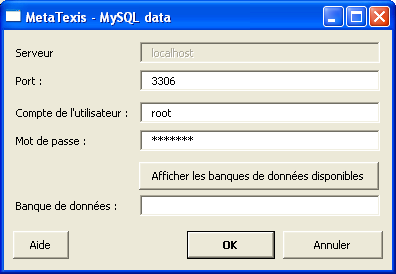 MetaTexis - MySQL data
Serveur localhost
Port : 3306
Compte de l'utilisateur : root
Mot de passe : *******
Afficher les banques de données disponibles
Banque de données :
Aide OK Annuler